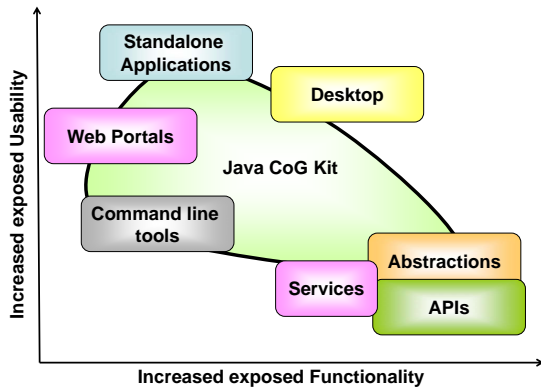 Increased exposed Usability
Standalone
Applications
Desktop
Web Portals
Java CoG Kit
Command line
tools
Abstractions
Services
APIs
Increased exposed Functionality